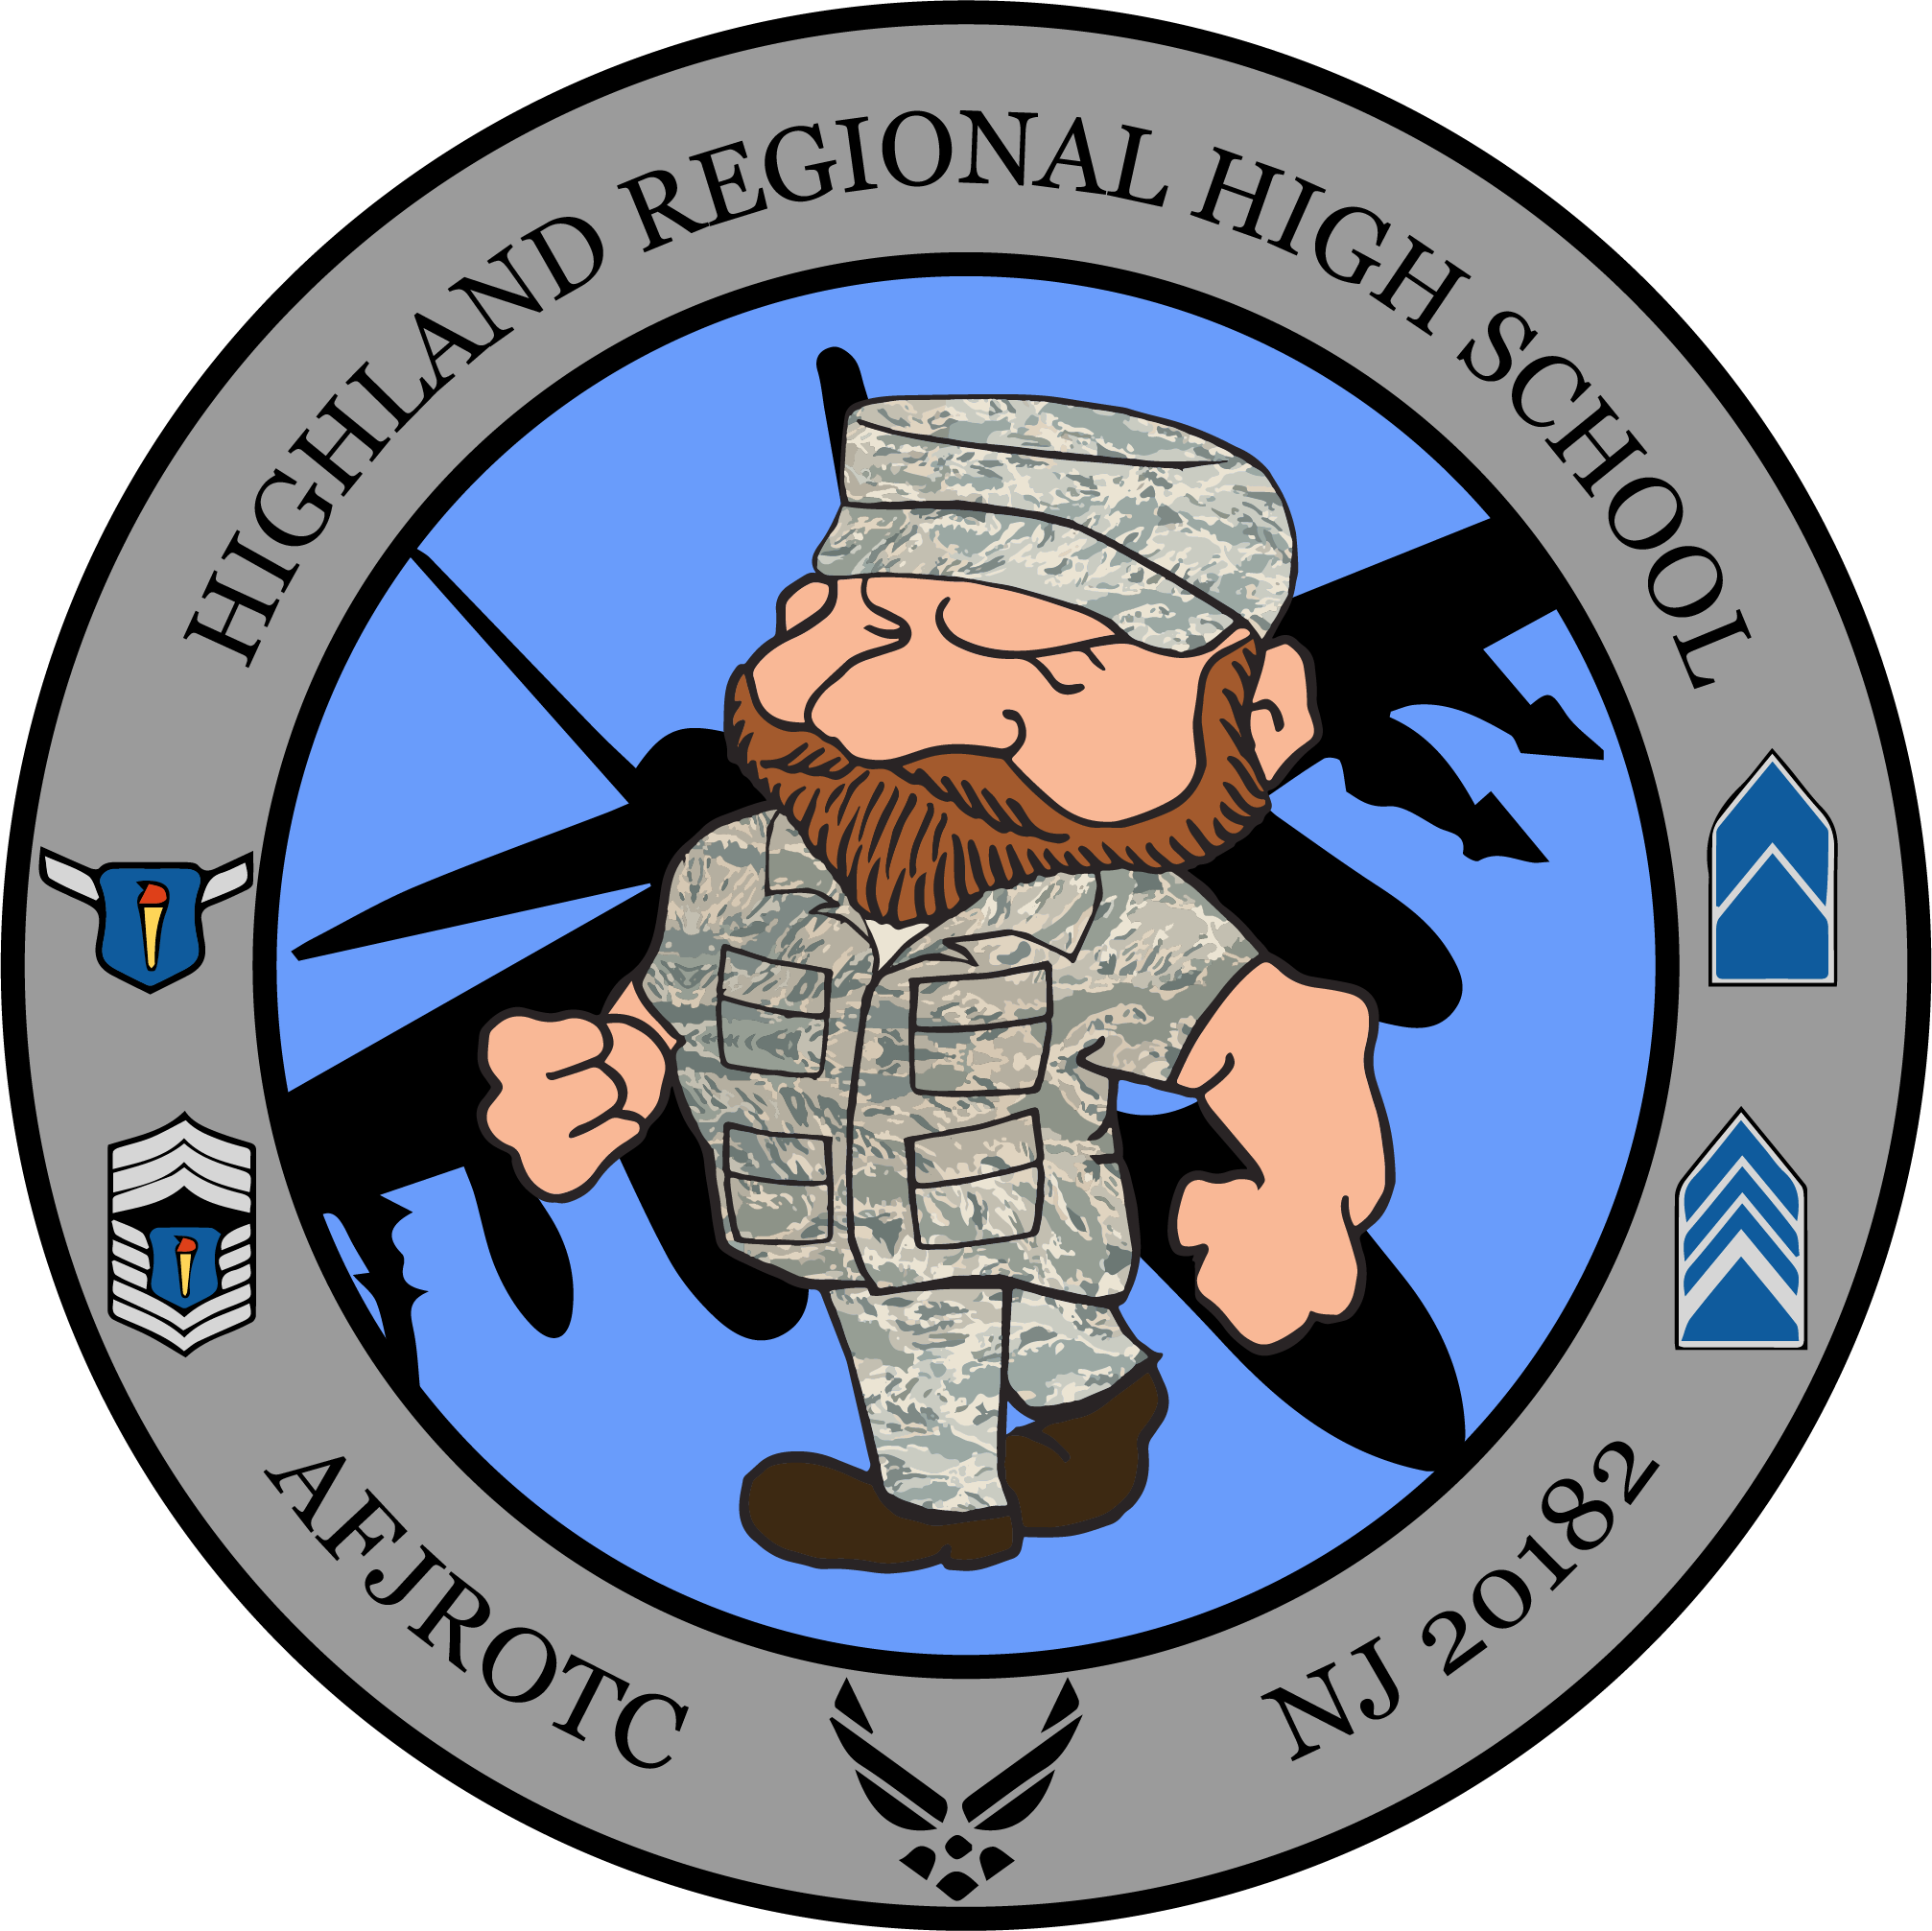 HIGHLAND REGIONAL HIGH SCHOOL
AFJROTC
NJ 20182